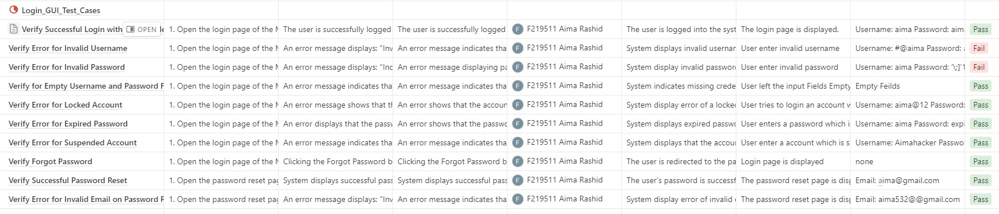 Login_GUI_Test_Cases
Verify Successful Login with OPEN 1. Open the login page of the The user is successfully logged The user is successfully logged F F219511 Aima Rashid The user is logged into the syst The login page is displayed. Username: aima Password: aim Pass
Verify Error for Invalid Username 1. Open the login page of the An error message displays: "Inv An error message indicates tha F F219511 Aima Rashid System displays invalid usernar User enter invalid username Username: #@aima Password: Fail
Verify Error for Invalid Password 1. Open the login page of the An error message displays: "Inc An error message displaying pa F F219511 Aima Rashid System display invalid password User enter invalid password Username: aima Password: Fail
Verify for Empty Username and Password F 1. Open the login page of the An error message indicates tha An error message indicates tha F F219511 Aima Rashid System indicates missing crede User left the input Fields Empty Empty Feilds Pass
Verify Error for Locked Account 1. Open the login page of the An error message shows that th An error shows that the accoun F F219511 Aima Rashid System display error of a locked User tries to login an account w Username: aima@12 Password: Pass
Verify Error for Expired Password 1. Open the login page of the An error displays that the passw An error shows that the passwo F F219511 Aima Rashid System displays expired passwo User enters a password which is Username: aima Password: expi Pass
Verify Error for Suspended Account 1. Open the login page of the An error message indicates tha An error message indicates tha F F219511 Aima Rashid System displays that the accour User enter a account which is s Username: Aimahacker Passwo Pass
Verify Forgot Password 1. Open the login page of the Clicking the Forgot Password b Clicking the Forgot Password b F F219511 Aima Rashid The user is redirected to the pa Login page is displayed none Pass
Verify Successful Password Reset 1. Open the password reset pag System displays successful pass System displays successful pass F F219511 Aima Rashid The user's password is successf The password reset page is disp Email: aima@gmail.com Pass
Verify Error for Invalid Email on Password R 1. Open the password reset pag An error message displays: "Inv An error message indicates tha F F219511 Aima Rashid System display error of invalid The password reset page is disp Email: aima532@@gmail.com Pass